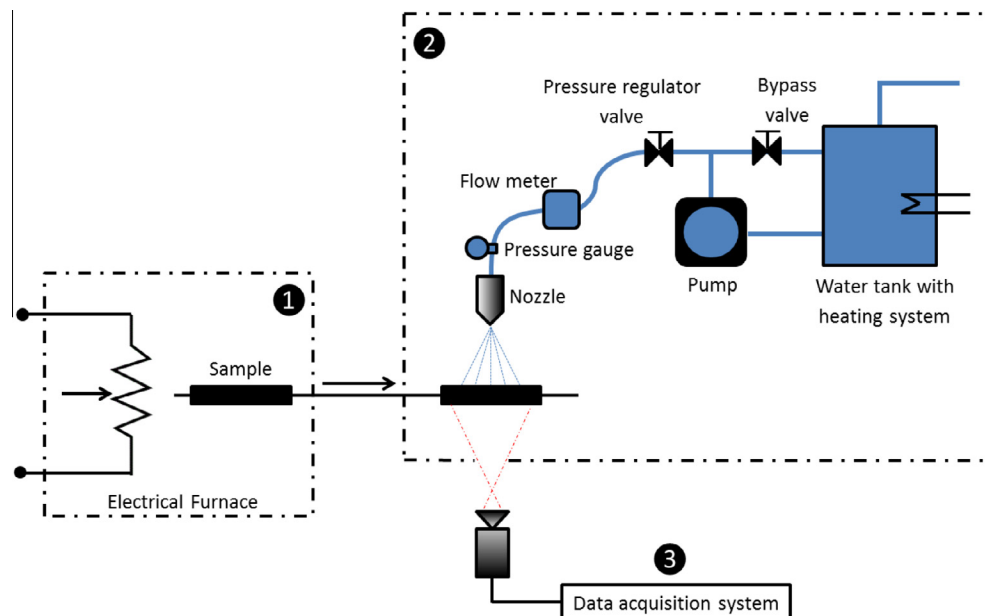 2
Pressure regulator
valve
Bypass
valve
Flow meter
Pressure gauge
Nozzle
Pump
Water tank with
heating system
1
Sample
Electrical Furnace
3
Data acquisition system